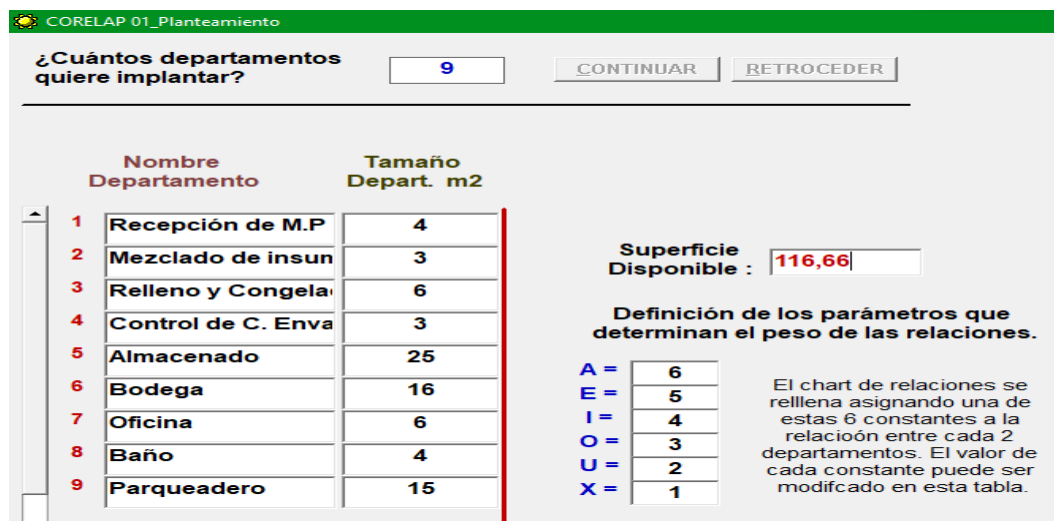 CORELAP 01_Planteamiento
¿Cuántos departamentos
quiere implantar?
9
CONTINUAR
RETROCEDER
Nombre
Departamento
Tamaño
Depart. m2
1 Recepción de M.P 4
2 Mezclado de insum 3
3 Relleno y Congela 6
4 Control de C. Enva 3
5 Almacenado 25
6 Bodega 16
7 Oficina 6
8 Baño 4
9 Parqueadero 15
Superficie
Disponible : 116,66
Definición de los parámetros que
determinan el peso de las relaciones.
A = 6
E = 5
I = 4
O = 3
U = 2
X = 1
El chart de relaciones se
relllena asignando una de
estas 6 constantes a la
relacioón entre cada 2
departamentos. El valor de
cada constante puede ser
modifcado en esta tabla.